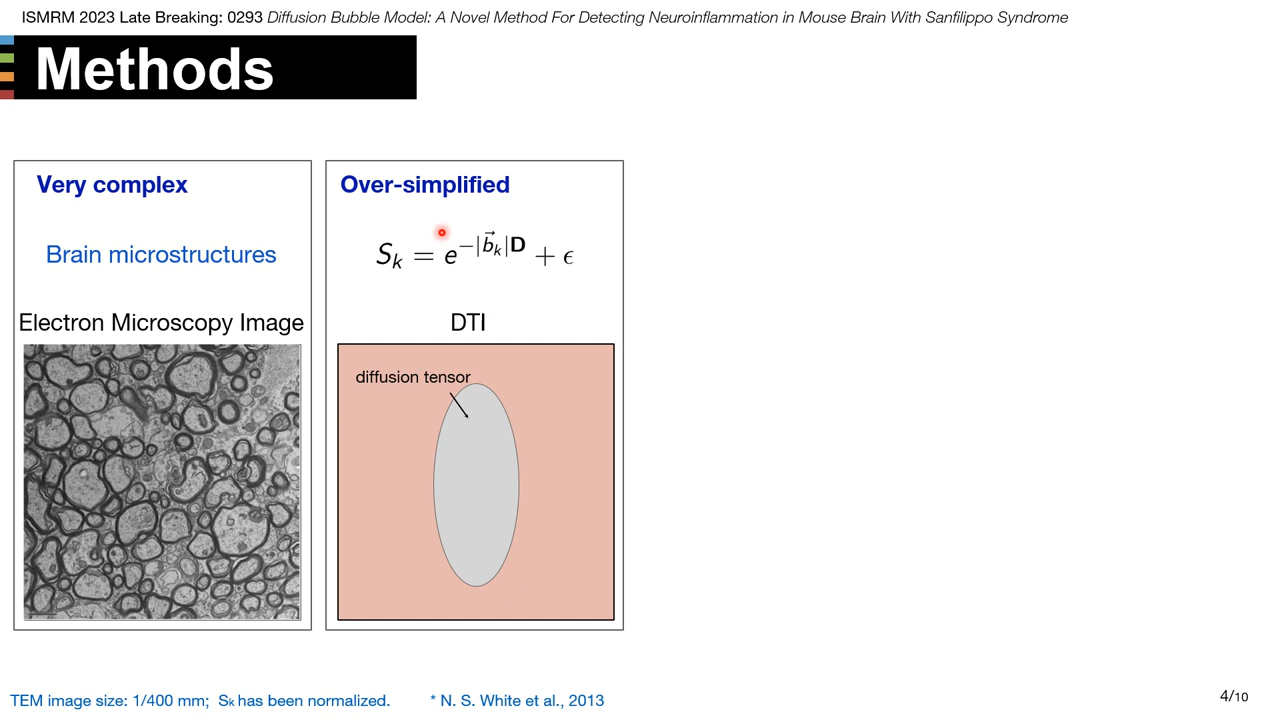 ISMRM 2023 Late Breaking: 0293 Diffusion Bubble Model: A Novel Method For Detecting Neuroinflammation in Mouse Brain With Sanfilippo Syndrome
Methods
Very complex
Brain microstructures
Electron Microscopy Image
Over-simplified
$S_k = e^{-|\vec{b}_k|\mathbf{D}} + \epsilon$
DTI
diffusion tensor
TEM image size: 1/400 mm; Sk has been normalized.
* N. S. White et al., 2013
4/10